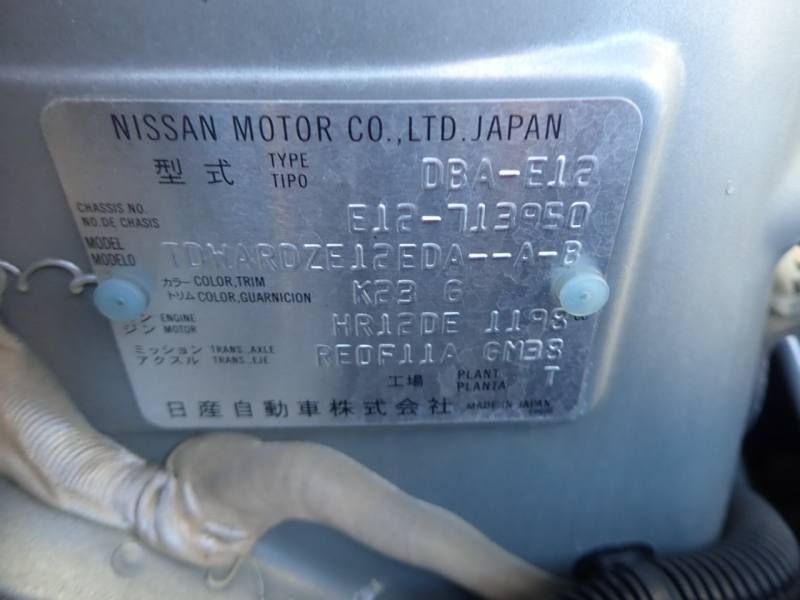 NISSAN MOTOR CO.,LTD.JAPAN
型式 TYPE TIPO DBA-E12
CHASSIS NO. NO.DE CHASIS E12-713950
MODEL MODELO TDWARDZE12EDA--A-B
カラー COLOR,TRIM
トリム COLOR,GUARNICION K23 G
ン ENGINE
ジン MOTOR HR12DE 1198 cc
ミッション TRANS.,AXLE
アクスル TRANS.,EJE RE0F11A GM38
工場 PLANT PLANTA T
日産自動車株式会社 MADE IN JAPAN